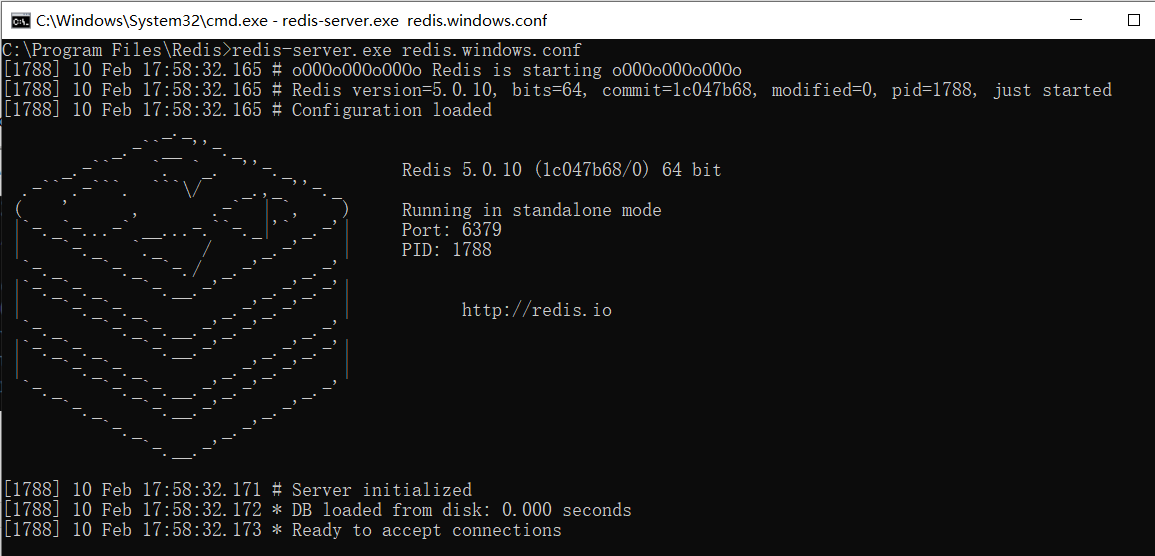 C:\Windows\System32\cmd.exe - redis-server.exe redis.windows.conf
C:\Program Files\Redis>redis-server.exe redis.windows.conf
[1788] 10 Feb 17:58:32.165 # oO0OoO0OoO0Oo Redis is starting oO0OoO0OoO0Oo
[1788] 10 Feb 17:58:32.165 # Redis version=5.0.10, bits=64, commit=1c047b68, modified=0, pid=1788, just started
[1788] 10 Feb 17:58:32.165 # Configuration loaded
Redis 5.0.10 (1c047b68/0) 64 bit
Running in standalone mode
Port: 6379
PID: 1788
http://redis.io
[1788] 10 Feb 17:58:32.171 # Server initialized
[1788] 10 Feb 17:58:32.172 * DB loaded from disk: 0.000 seconds
[1788] 10 Feb 17:58:32.173 * Ready to accept connections